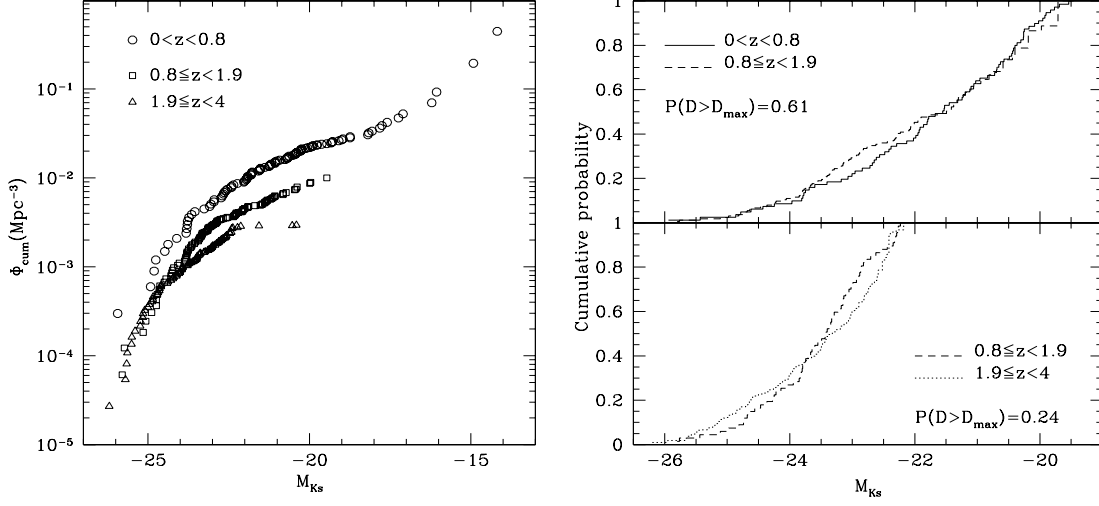 0<z<0.8
0.8≦z<1.9
1.9≦z<4
10⁻¹
10⁻²
10⁻³
10⁻⁴
10⁻⁵
Φcum(Mpc⁻³)
−25
−20
−15
MKs
0<z<0.8
0.8≦z<1.9
P(D>Dmax)=0.61
1
0.8
0.6
0.4
0.2
1
0.8
0.6
0.4
0.2
0
Cumulative probability
0.8≦z<1.9
1.9≦z<4
P(D>Dmax)=0.24
−26
−24
−22
−20
MKs